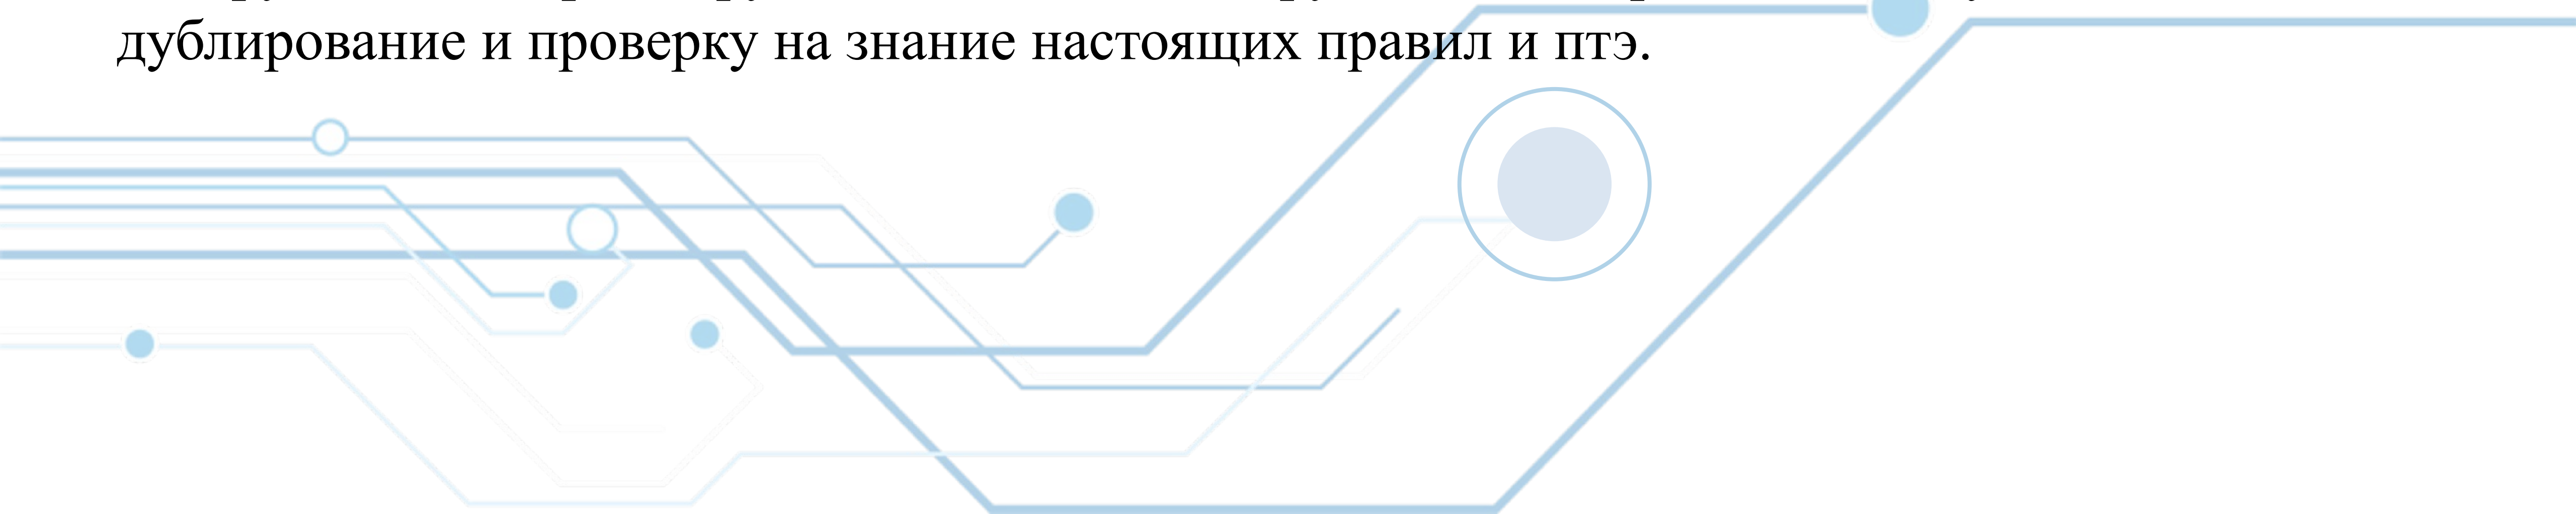 дублирование и проверку на знание настоящих правил и птэ.